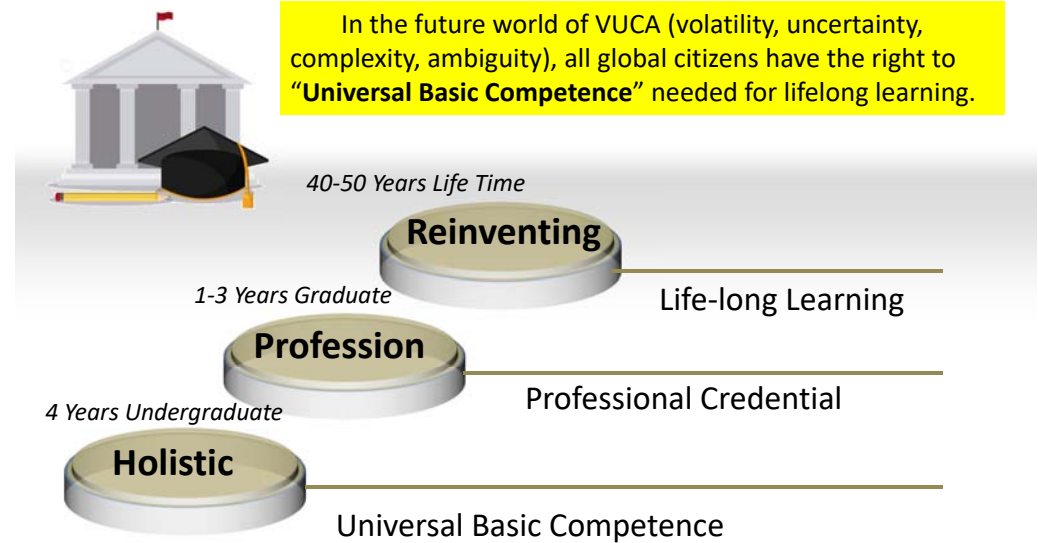 In the future world of VUCA (volatility, uncertainty,
complexity, ambiguity), all global citizens have the right to
“Universal Basic Competence” needed for lifelong learning.
40-50 Years Life Time
Reinventing
Life-long Learning
1-3 Years Graduate
Profession
Professional Credential
4 Years Undergraduate
Holistic
Universal Basic Competence